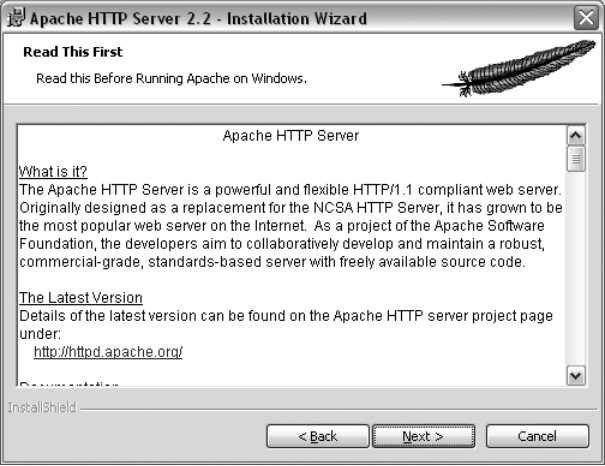 Apache HTTP Server 2.2 - Installation Wizard
Read This First
Read this Before Running Apache on Windows.
Apache HTTP Server
What is it?
The Apache HTTP Server is a powerful and flexible HTTP/1.1 compliant web server.
Originally designed as a replacement for the NCSA HTTP Server, it has grown to be
the most popular web server on the Internet.  As a project of the Apache Software
Foundation, the developers aim to collaboratively develop and maintain a robust,
commercial-grade, standards-based server with freely available source code.
The Latest Version
Details of the latest version can be found on the Apache HTTP server project page
under:
http://httpd.apache.org/
Documentation
InstallShield
< Back
Next >
Cancel